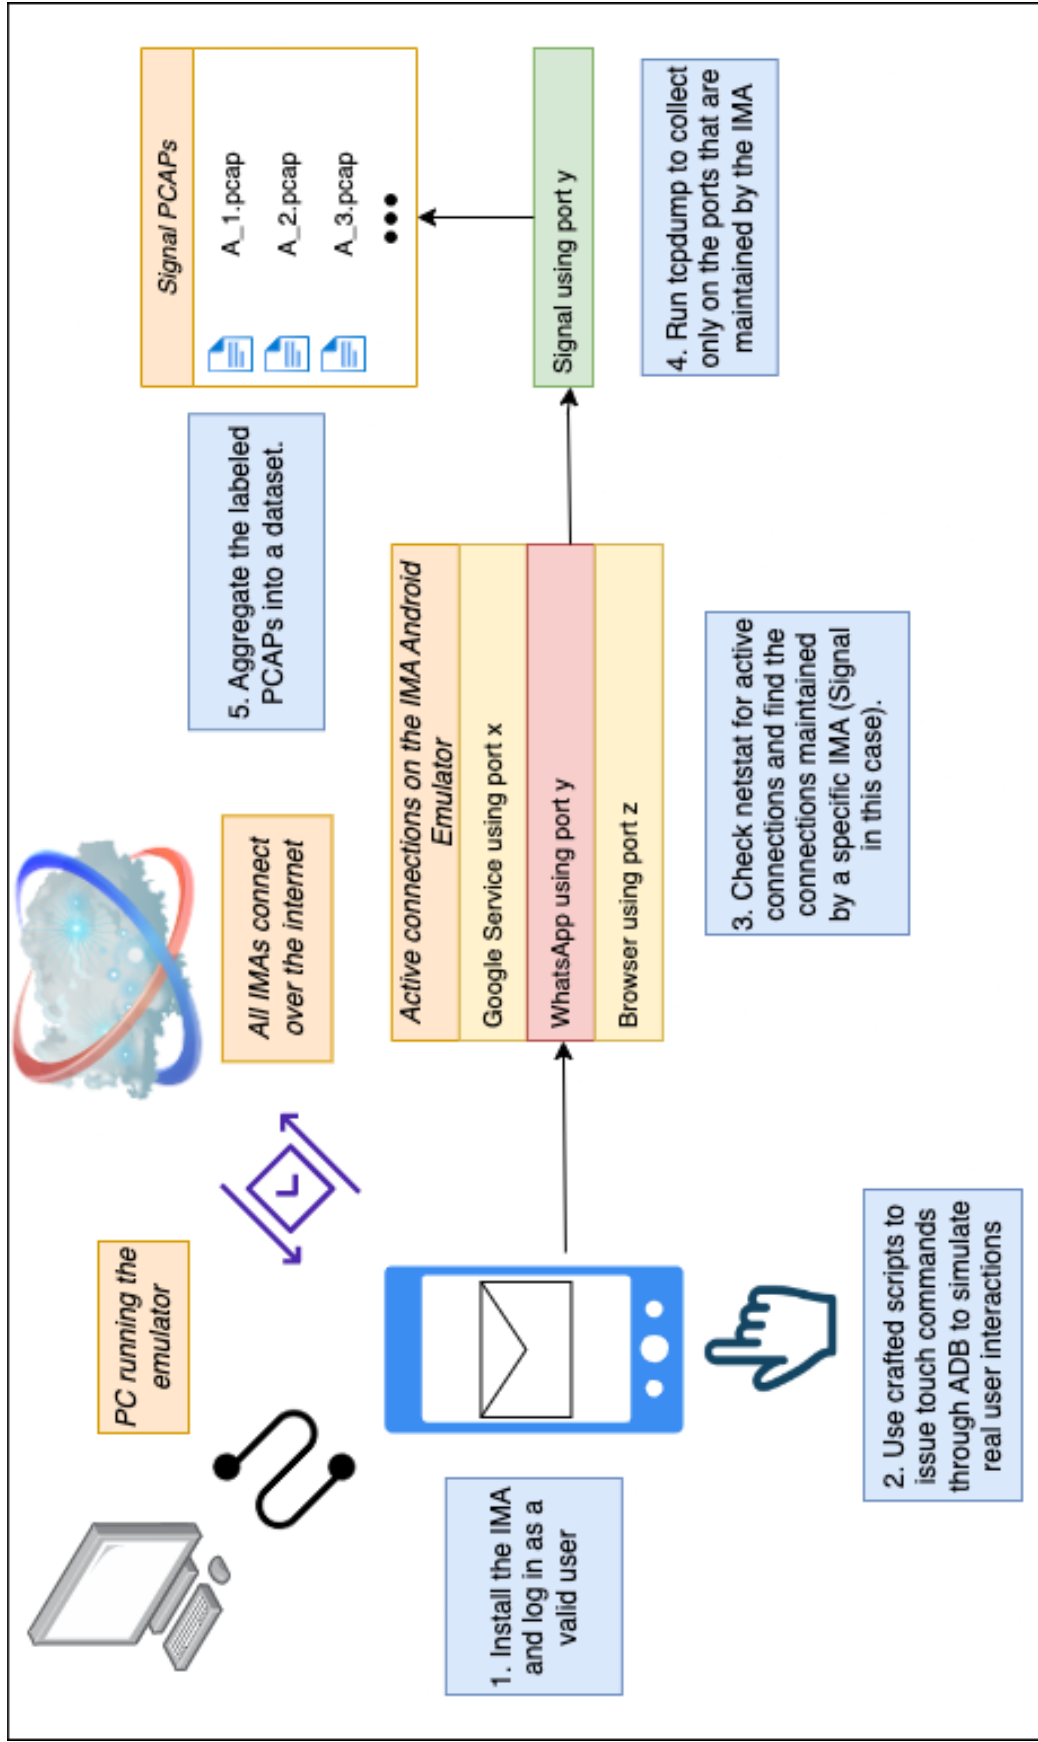 PC running the
emulator
All IMAs connect
over the internet
1. Install the IMA
and log in as a
valid user
2. Use crafted scripts to
issue touch commands
through ADB to simulate
real user interactions
Active connections on the IMA Android
Emulator
Google Service using port x
WhatsApp using port y
Browser using port z
3. Check netstat for active
connections and find the
connections maintained
by a specific IMA (Signal
in this case).
Signal using port y
4. Run tcpdump to collect
only on the ports that are
maintained by the IMA
5. Aggregate the labeled
PCAPs into a dataset.
Signal PCAPs
A_1.pcap
A_2.pcap
A_3.pcap